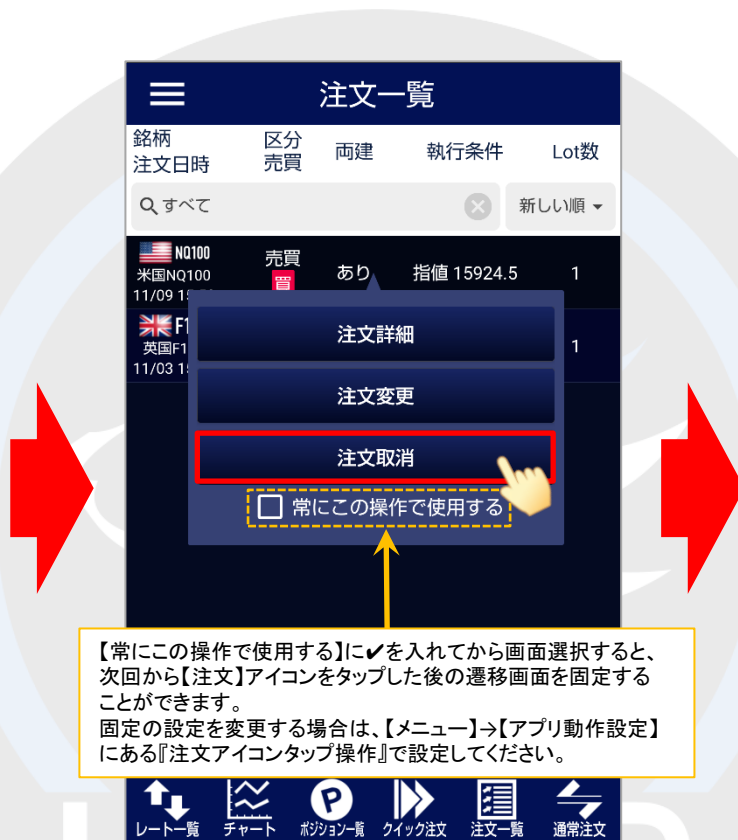 注文一覧
銘柄 区分 両建 執行条件 Lot数
注文日時 売買
すべて 新しい順
NQ100 売買
米国NQ100 買 あり 指値 15924.5 1
11/09 1
F1
英国F1 1
11/03 1
注文詳細
注文変更
注文取消
常にこの操作で使用する
【常にこの操作で使用する】に✔を入れてから画面選択すると、
次回から【注文】アイコンをタップした後の遷移画面を固定する
ことができます。
固定の設定を変更する場合は、【メニュー】→【アプリ動作設定】
にある『注文アイコンタップ操作』で設定してください。
レート一覧 チャート ポジション一覧 クイック注文 注文一覧 通常注文